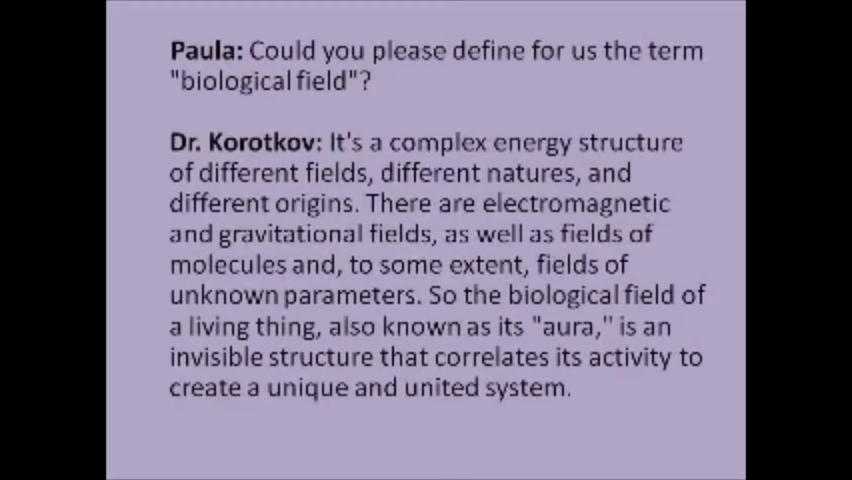 Paula: Could you please define for us the term
"biological field"?
Dr. Korotkov: It's a complex energy structure
of different fields, different natures, and
different origins. There are electromagnetic
and gravitational fields, as well as fields of
molecules and, to some extent, fields of
unknown parameters. So the biological field of
a living thing, also known as its "aura," is an
invisible structure that correlates its activity to
create a unique and united system.